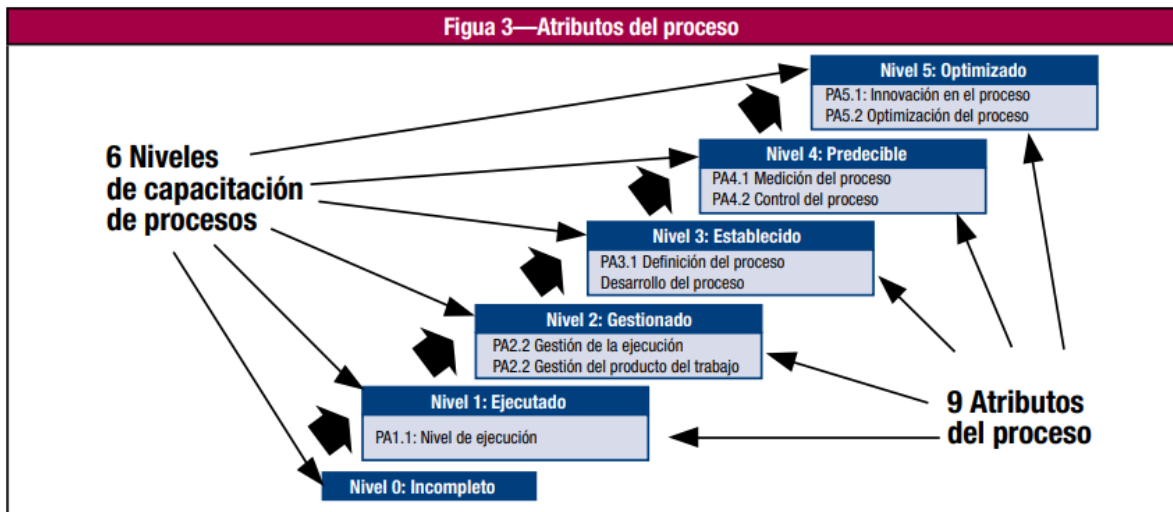 Figua 3—Atributos del proceso
Nivel 5: Optimizado
PA5.1: Innovación en el proceso
PA5.2 Optimización del proceso
6 Niveles
de capacitación
de procesos
Nivel 4: Predecible
PA4.1 Medición del proceso
PA4.2 Control del proceso
Nivel 3: Establecido
PA3.1 Definición del proceso
Desarrollo del proceso
Nivel 2: Gestionado
PA2.2 Gestión de la ejecución
PA2.2 Gestión del producto del trabajo
Nivel 1: Ejecutado
PA1.1: Nivel de ejecución
9 Atributos
del proceso
Nivel 0: Incompleto